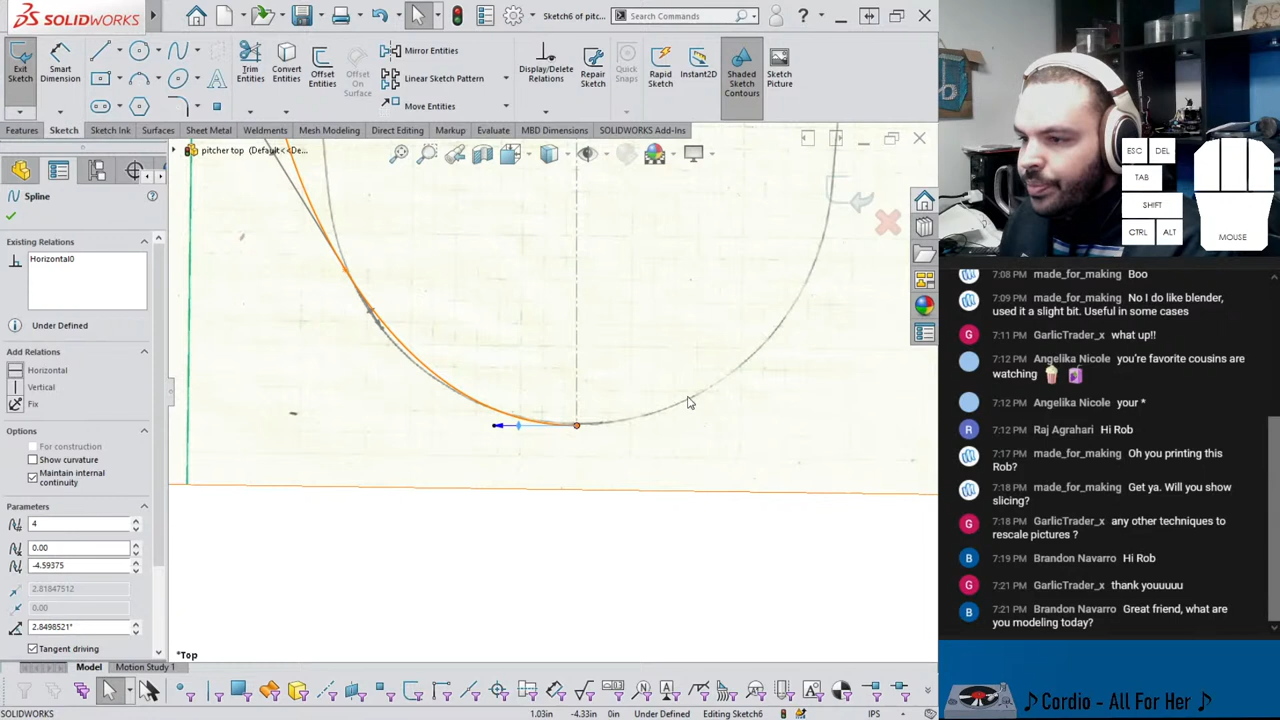 SOLIDWORKS
Sketch6 of pitc...
Search Commands
Exit Sketch
Smart Dimension
Trim Entities
Convert Entities
Offset Entities
Offset On Surface
Mirror Entities
Linear Sketch Pattern
Move Entities
Display/Delete Relations
Repair Sketch
Quick Snaps
Rapid Sketch
Instant2D
Shaded Sketch Contours
Sketch Picture
Features
Sketch
Sketch Ink
Surfaces
Sheet Metal
Weldments
Mesh Modeling
Direct Editing
Markup
Evaluate
MBD Dimensions
SOLIDWORKS Add-Ins
pitcher top (Default<<De...
Spline
Existing Relations
Horizontal0
Under Defined
Add Relations
Horizontal
Vertical
Fix
Options
For construction
Show curvature
Maintain internal
continuity
Parameters
4
0.00
-4.59375
2.81847512
0.00
2.8498521°
Tangent driving
*Top
Model
Motion Study 1
SOLIDWORKS
1.03in
-4.33in
0in
Under Defined
Editing Sketch6
IPS
ESC
DEL
TAB
SHIFT
CTRL
ALT
MOUSE
7:08 PM made_for_making Boo
7:09 PM made_for_making No I do like blender,
used it a slight bit. Useful in some cases
G 7:11 PM GarlicTrader_x what up!!
7:12 PM Angelika Nicole you're favorite cousins are
watching
7:12 PM Angelika Nicole your *
R 7:12 PM Raj Agrahari Hi Rob
7:17 PM made_for_making Oh you printing this
Rob?
7:18 PM made_for_making Get ya. Will you show
slicing?
G 7:18 PM GarlicTrader_x any other techniques to
rescale pictures ?
B 7:19 PM Brandon Navarro Hi Rob
G 7:21 PM GarlicTrader_x thank youuuuu
B 7:21 PM Brandon Navarro Great friend, what are
you modeling today?
♪ Cordio - All For Her ♪